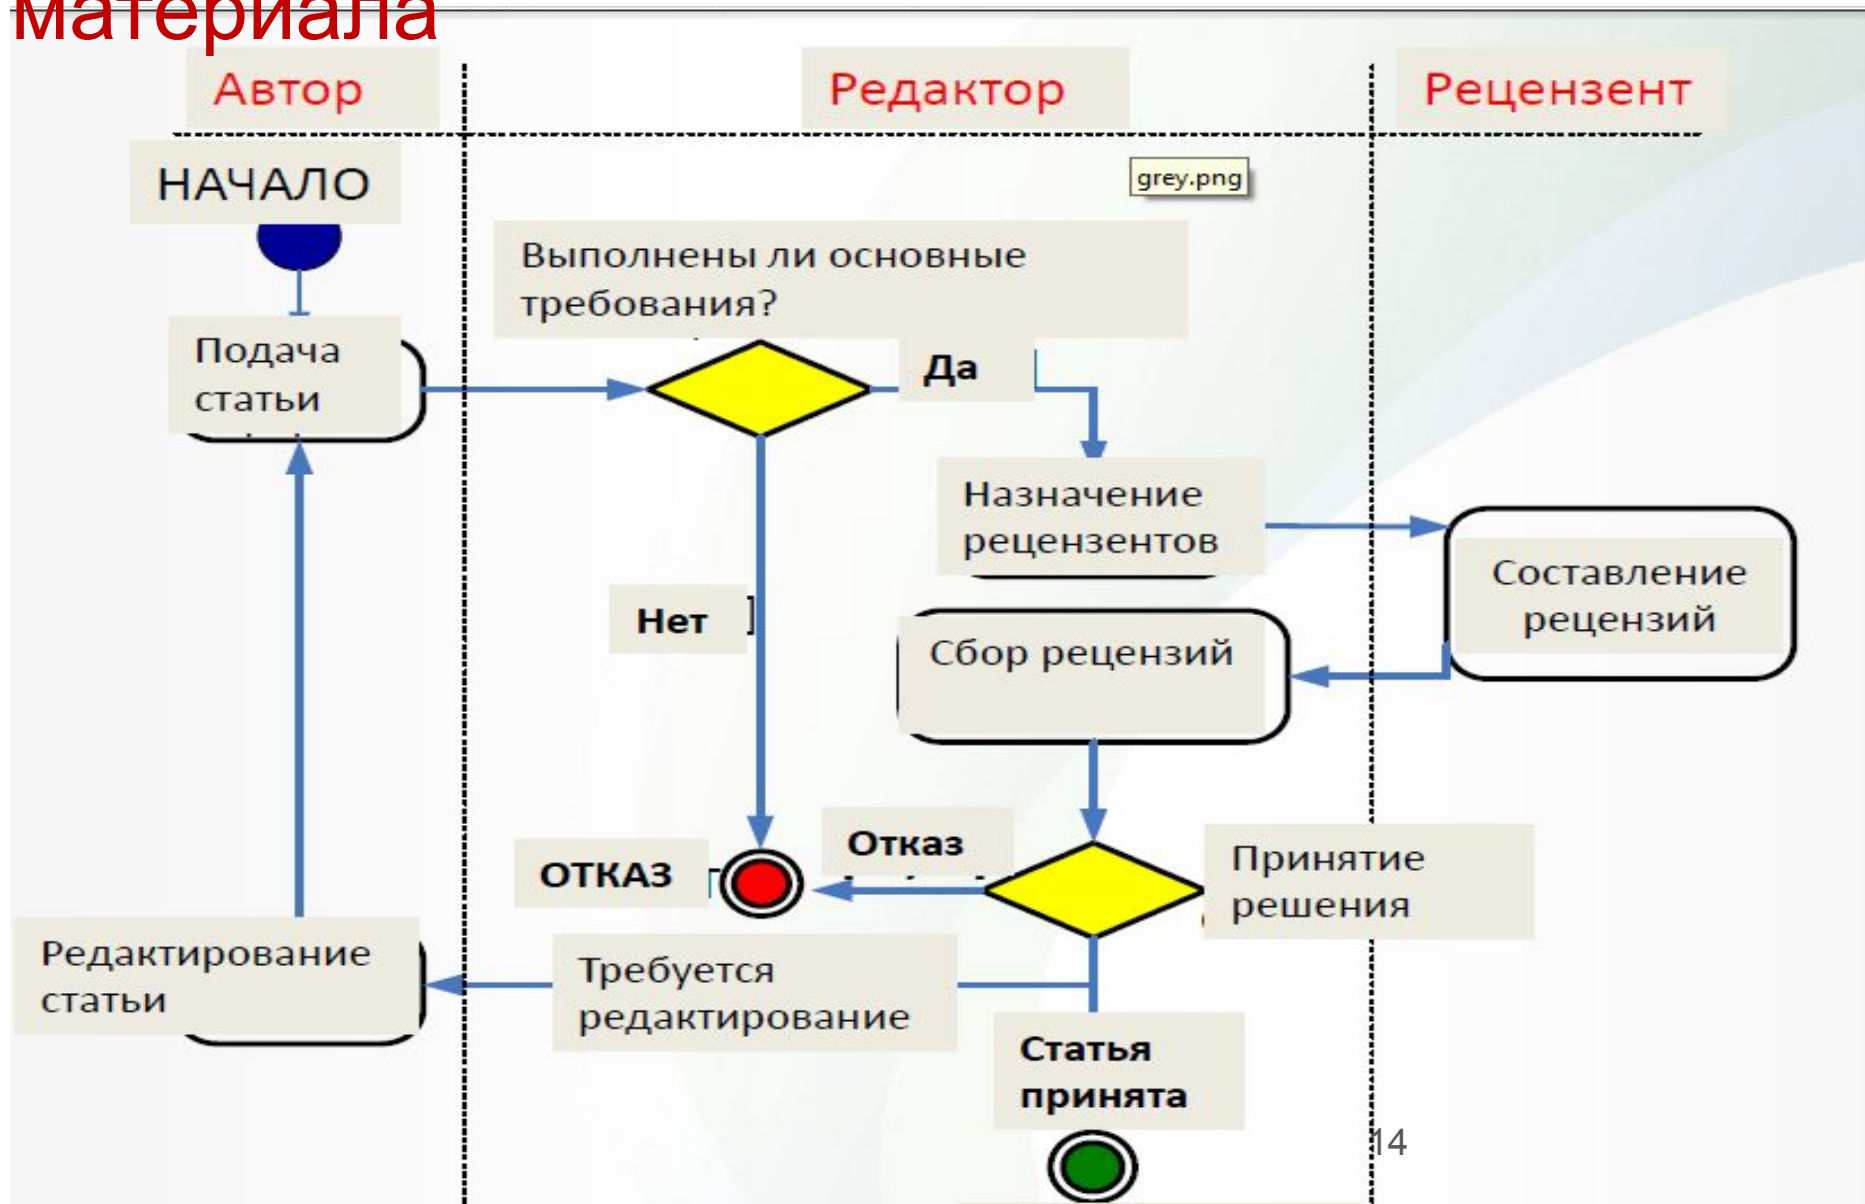 материала
Автор
Редактор
Рецензент
НАЧАЛО
grey.png
Выполнены ли основные
требования?
Подача
статьи
Да
Назначение
рецензентов
Составление
рецензий
Нет
Сбор рецензий
Отказ
ОТКАЗ
Принятие
решения
Редактирование
статьи
Требуется
редактирование
Статья
принята
14